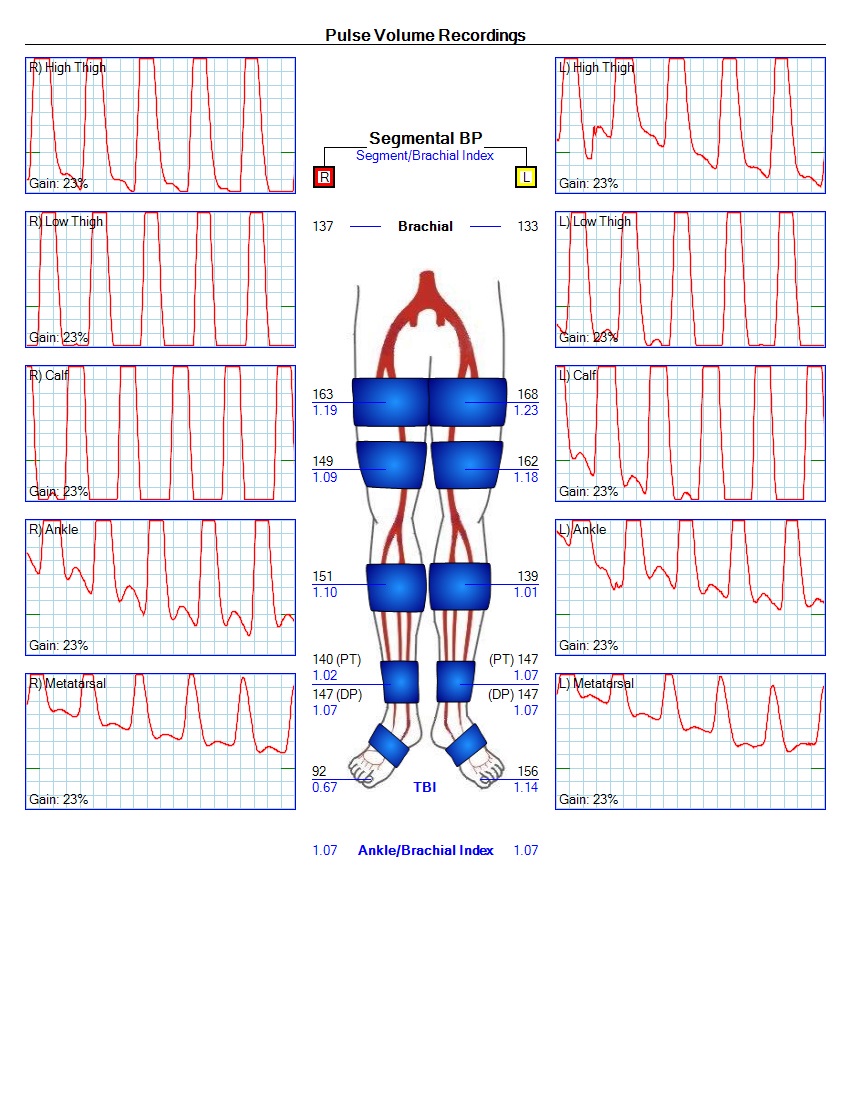 Pulse Volume Recordings
R) High Thigh
Gain: 23%
R) Low Thigh
Gain: 23%
R) Calf
Gain: 23%
R) Ankle
Gain: 23%
R) Metatarsal
Gain: 23%
Segmental BP
Segment/Brachial Index
R L
137 Brachial 133
163 168
1.19 1.23
149 162
1.09 1.18
151 139
1.10 1.01
140 (PT) (PT) 147
1.02 1.07
147 (DP) (DP) 147
1.07 1.07
92 156
0.67 TBI 1.14
1.07 Ankle/Brachial Index 1.07
L) High Thigh
Gain: 23%
L) Low Thigh
Gain: 23%
L) Calf
Gain: 23%
L) Ankle
Gain: 23%
L) Metatarsal
Gain: 23%